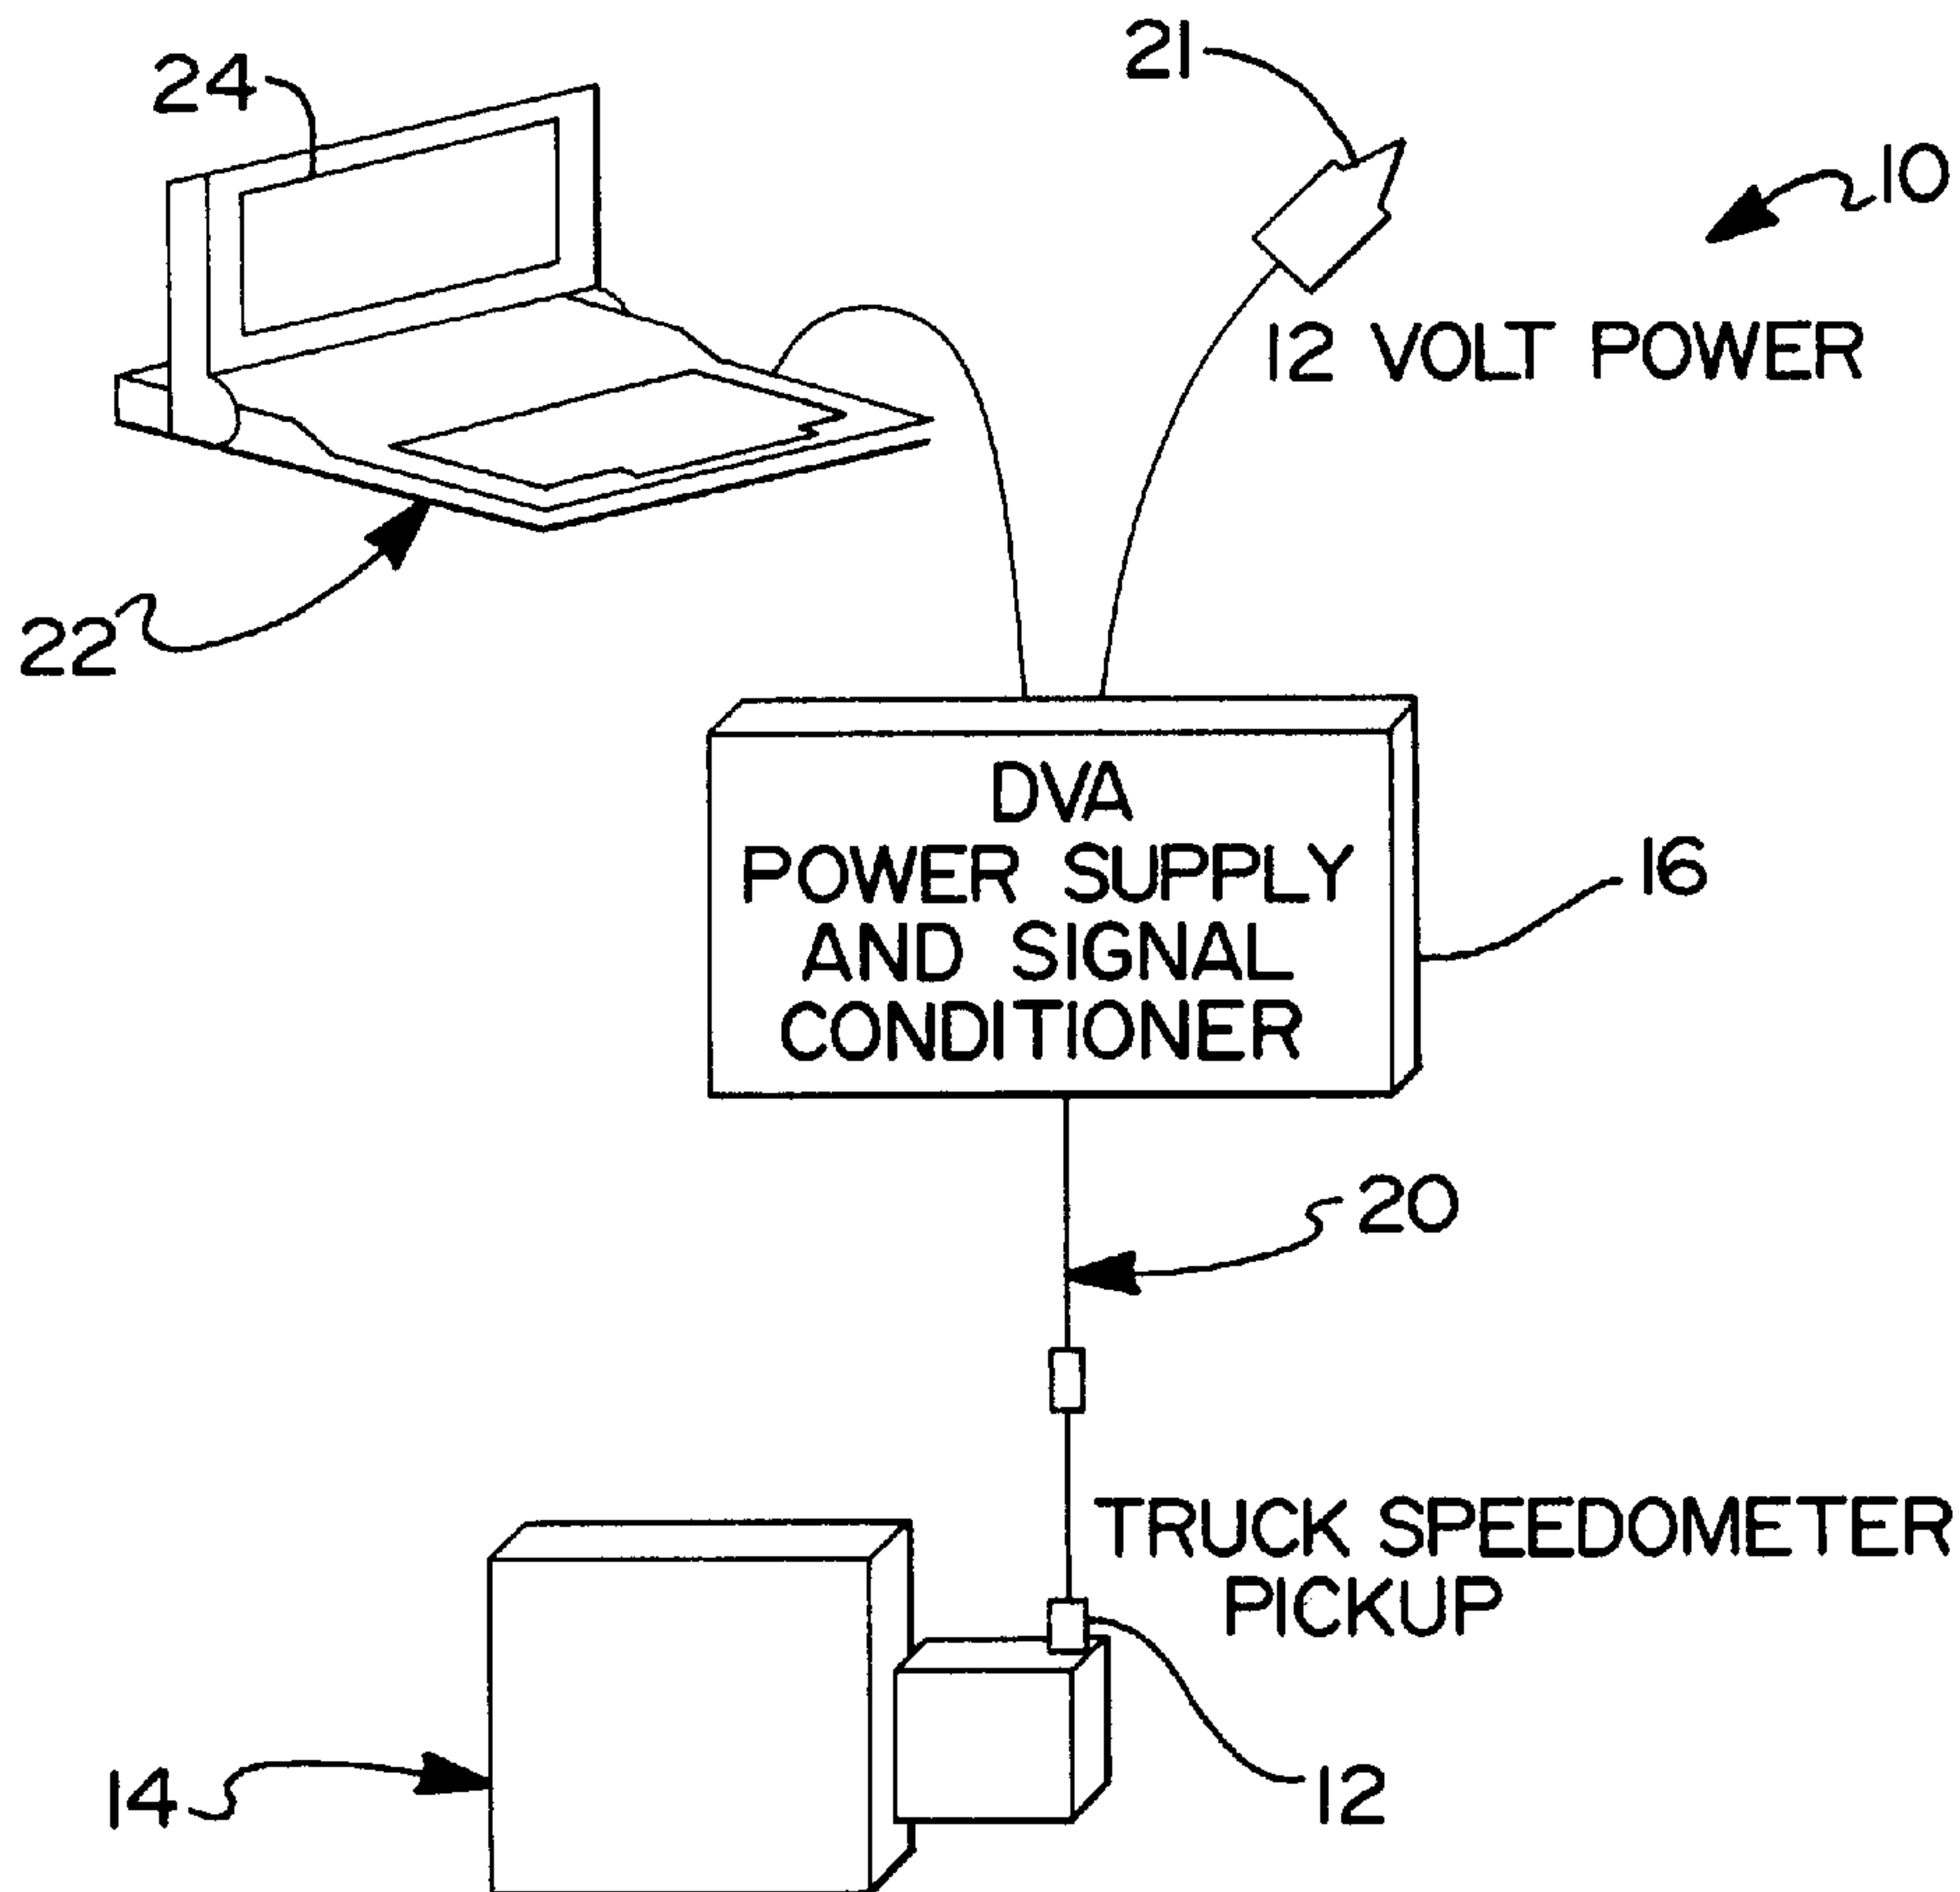 24
21
10
12 VOLT POWER
22
DVA
POWER SUPPLY
AND SIGNAL
CONDITIONER
16
20
TRUCK SPEEDOMETER
PICKUP
14
12